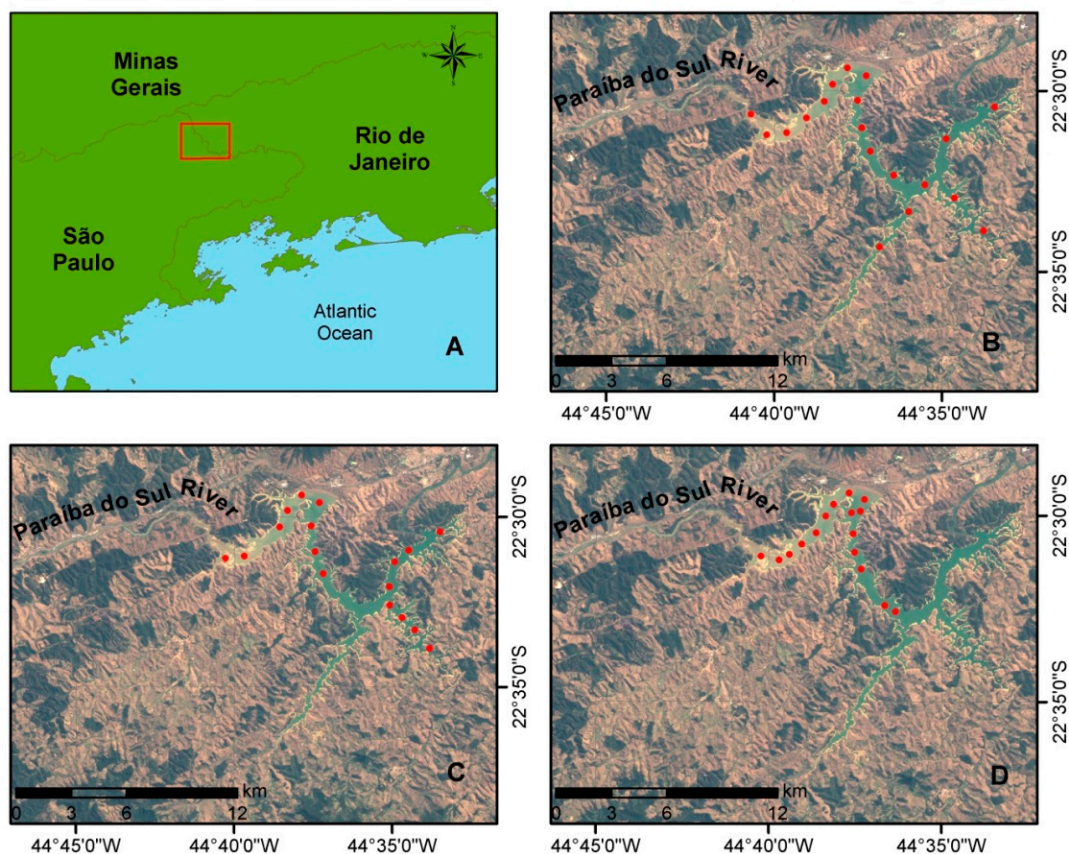 N
W
E
S
Minas
Gerais
Rio de
Janeiro
São
Paulo
Atlantic
Ocean
A
Paraíba do Sul River
B
km
0
3
6
12
22°30'0"S
22°35'0"S
44°45'0"W
44°40'0"W
44°35'0"W
Paraíba do Sul River
C
km
0
3
6
12
22°30'0"S
22°35'0"S
44°45'0"W
44°40'0"W
44°35'0"W
Paraíba do Sul River
D
km
0
3
6
12
22°30'0"S
22°35'0"S
44°45'0"W
44°40'0"W
44°35'0"W